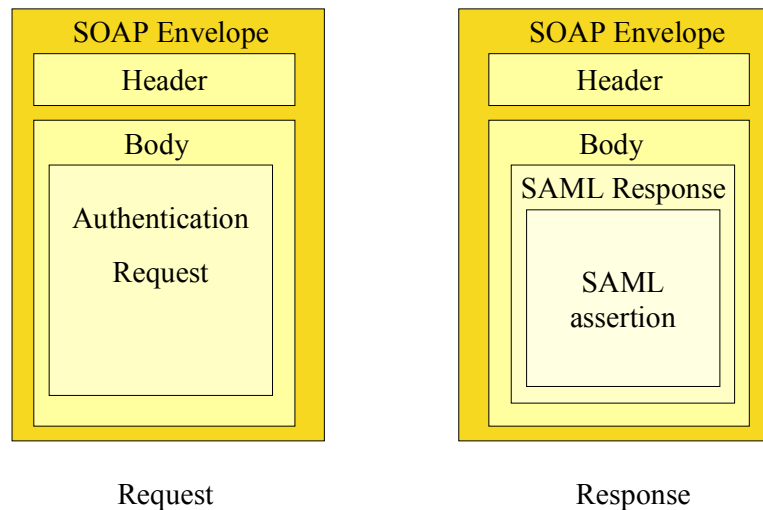 SOAP Envelope
Header
Body
Authentication
Request
Request
SOAP Envelope
Header
Body
SAML Response
SAML
assertion
Response